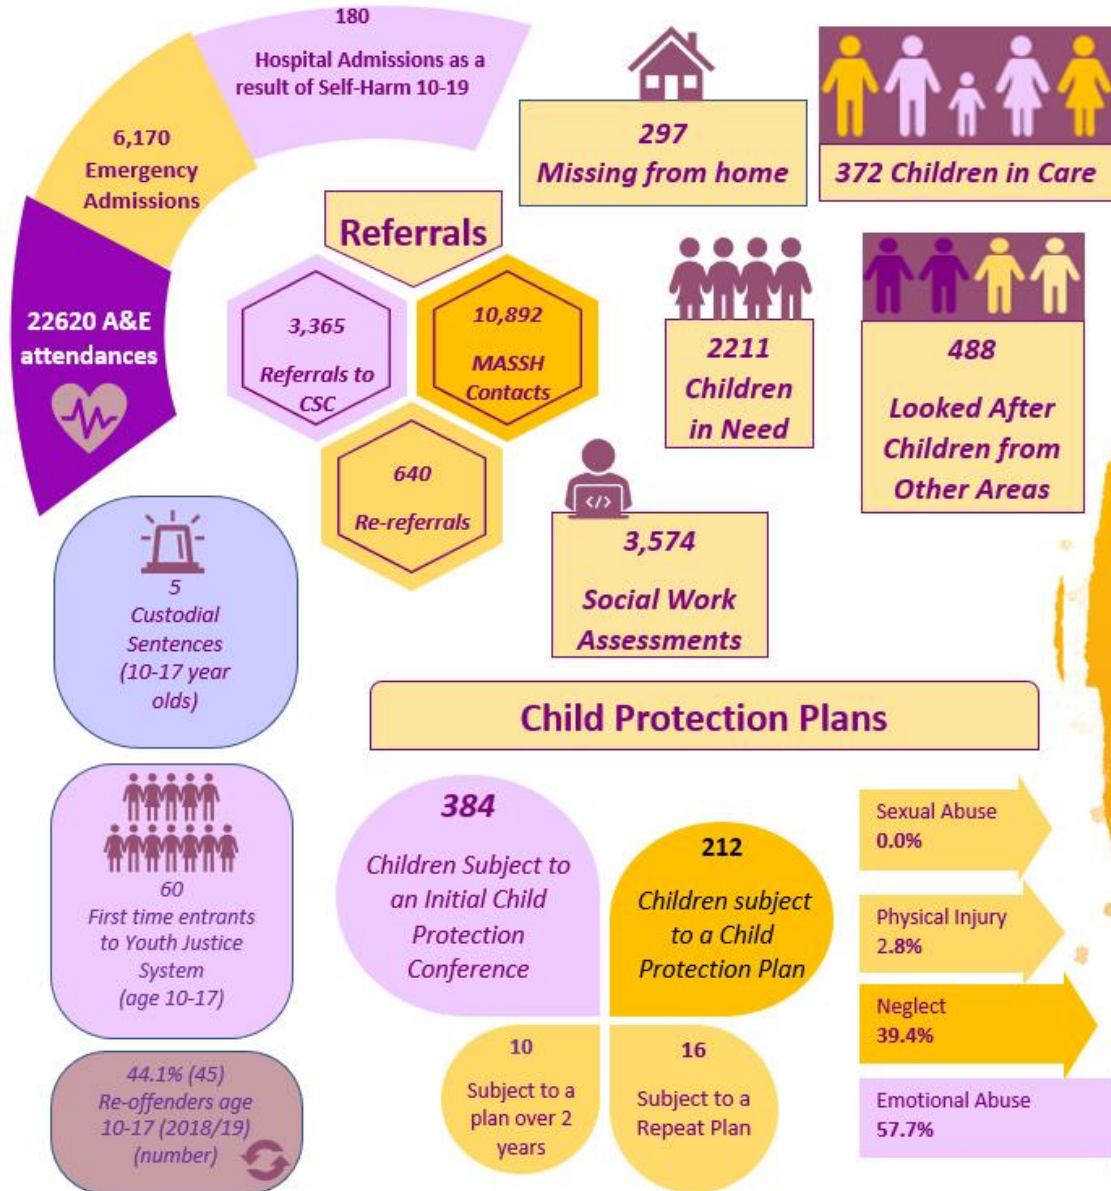 180
Hospital Admissions as a
result of Self-Harm 10-19
6,170
Emergency
Admissions
22620 A&E
attendances
297
Missing from home
372 Children in Care
Referrals
3,365
Referrals to
CSC
10,892
MASSH
Contacts
640
Re-referrals
2211
Children
in Need
488
Looked After
Children from
Other Areas
</>
3,574
Social Work
Assessments
5
Custodial
Sentences
(10-17 year
olds)
60
First time entrants
to Youth Justice
System
(age 10-17)
44.1% (45)
Re-offenders age
10-17 (2018/19)
(number)
Child Protection Plans
384
Children Subject to
an Initial Child
Protection
Conference
212
Children subject
to a Child
Protection Plan
10
Subject to a
plan over 2
years
16
Subject to a
Repeat Plan
Sexual Abuse
0.0%
Physical Injury
2.8%
Neglect
39.4%
Emotional Abuse
57.7%